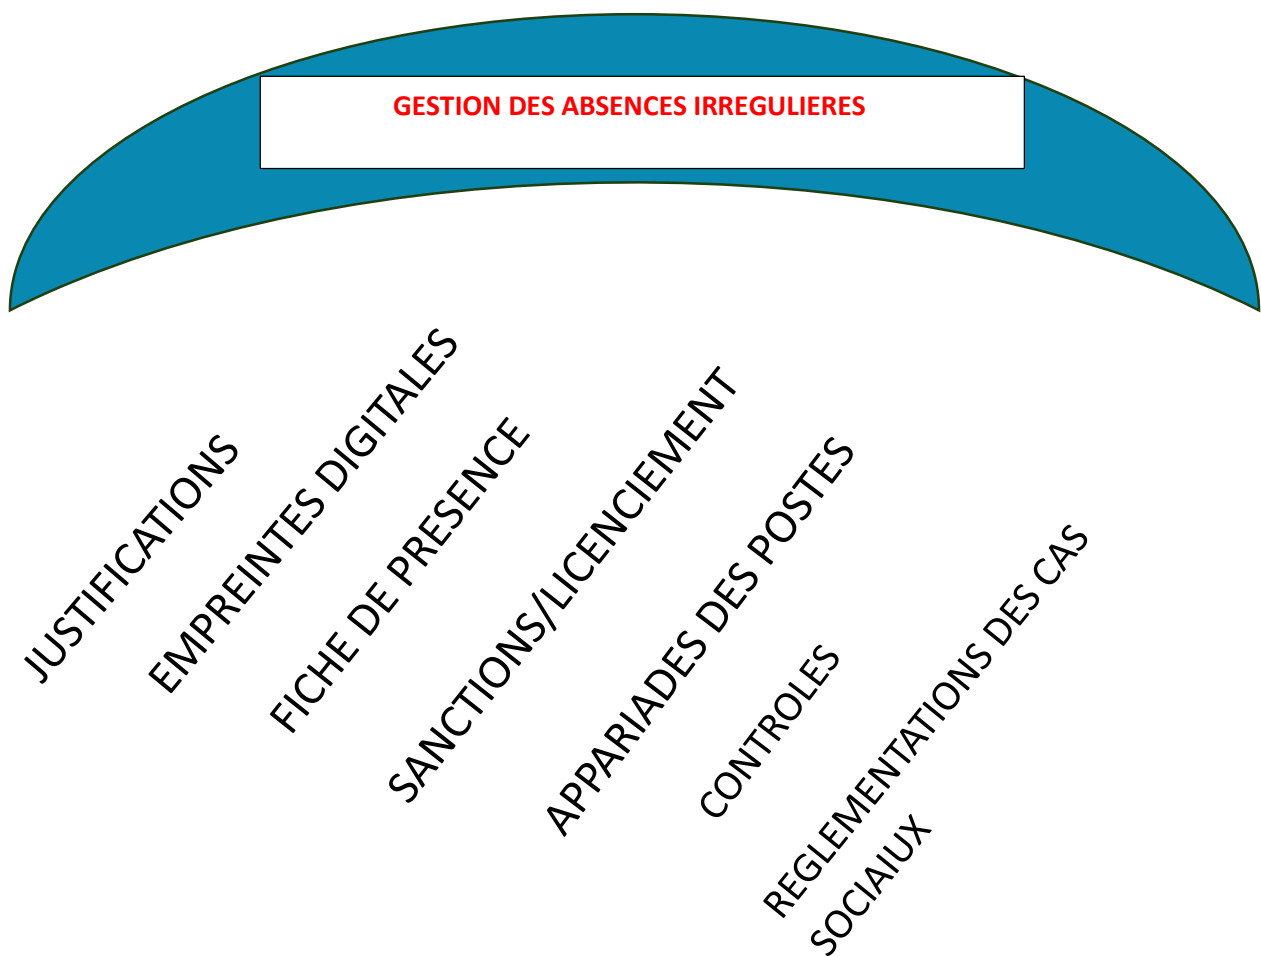 GESTION DES ABSENCES IRREGULIERES
JUSTIFICATIONS
EMPREINTES DIGITALES
FICHE DE PRESENCE
SANCTIONS/LICENCIEMENT
APPARIADES DES POSTES
CONTROLES
REGLEMENTATIONS DES CAS
SOCIAIUX